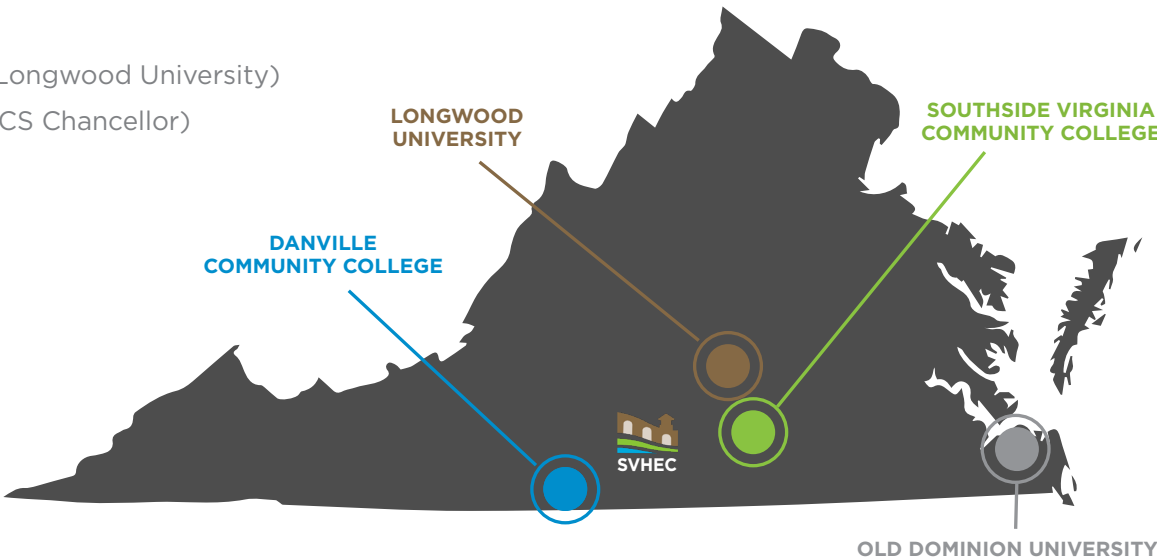 Longwood University)
CS Chancellor)
LONGWOOD
UNIVERSITY
SOUTHSIDE VIRGINIA
COMMUNITY COLLEGE
DANVILLE
COMMUNITY COLLEGE
SVHEC
OLD DOMINION UNIVERSITY